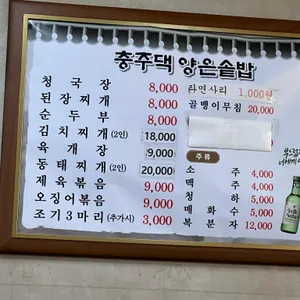 충주댁 양은솥밥
청국장 8,000
된장찌개 8,000
순두부 8,000
김치찌개(2인) 18,000
육개장 9,000
동태찌개(2인) 20,000
제육볶음 9,000
오징어볶음 9,000
조기3마리(추가시) 3,000
라면사리 1,000원
골뱅이무침 20,000
주류
소주 4,000
맥주 4,000
청하 5,000
매화수 5,000
복분자 12,000